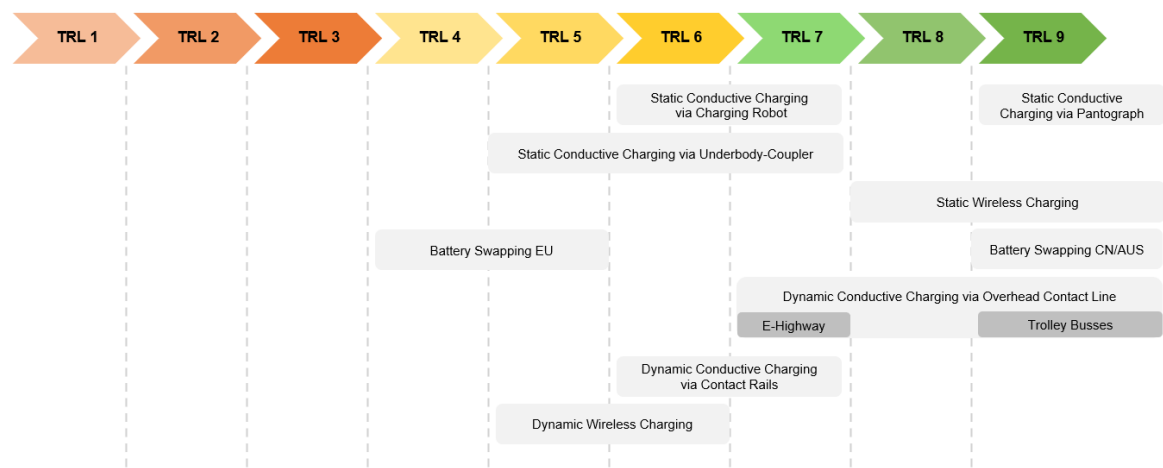 TRL 1
TRL 2
TRL 3
TRL 4
TRL 5
TRL 6
TRL 7
TRL 8
TRL 9
Static Conductive Charging
via Charging Robot
Static Conductive
Charging via Pantograph
Static Conductive Charging via Underbody-Coupler
Static Wireless Charging
Battery Swapping EU
Battery Swapping CN/AUS
Dynamic Conductive Charging via Overhead Contact Line
E-Highway
Trolley Busses
Dynamic Conductive Charging
via Contact Rails
Dynamic Wireless Charging